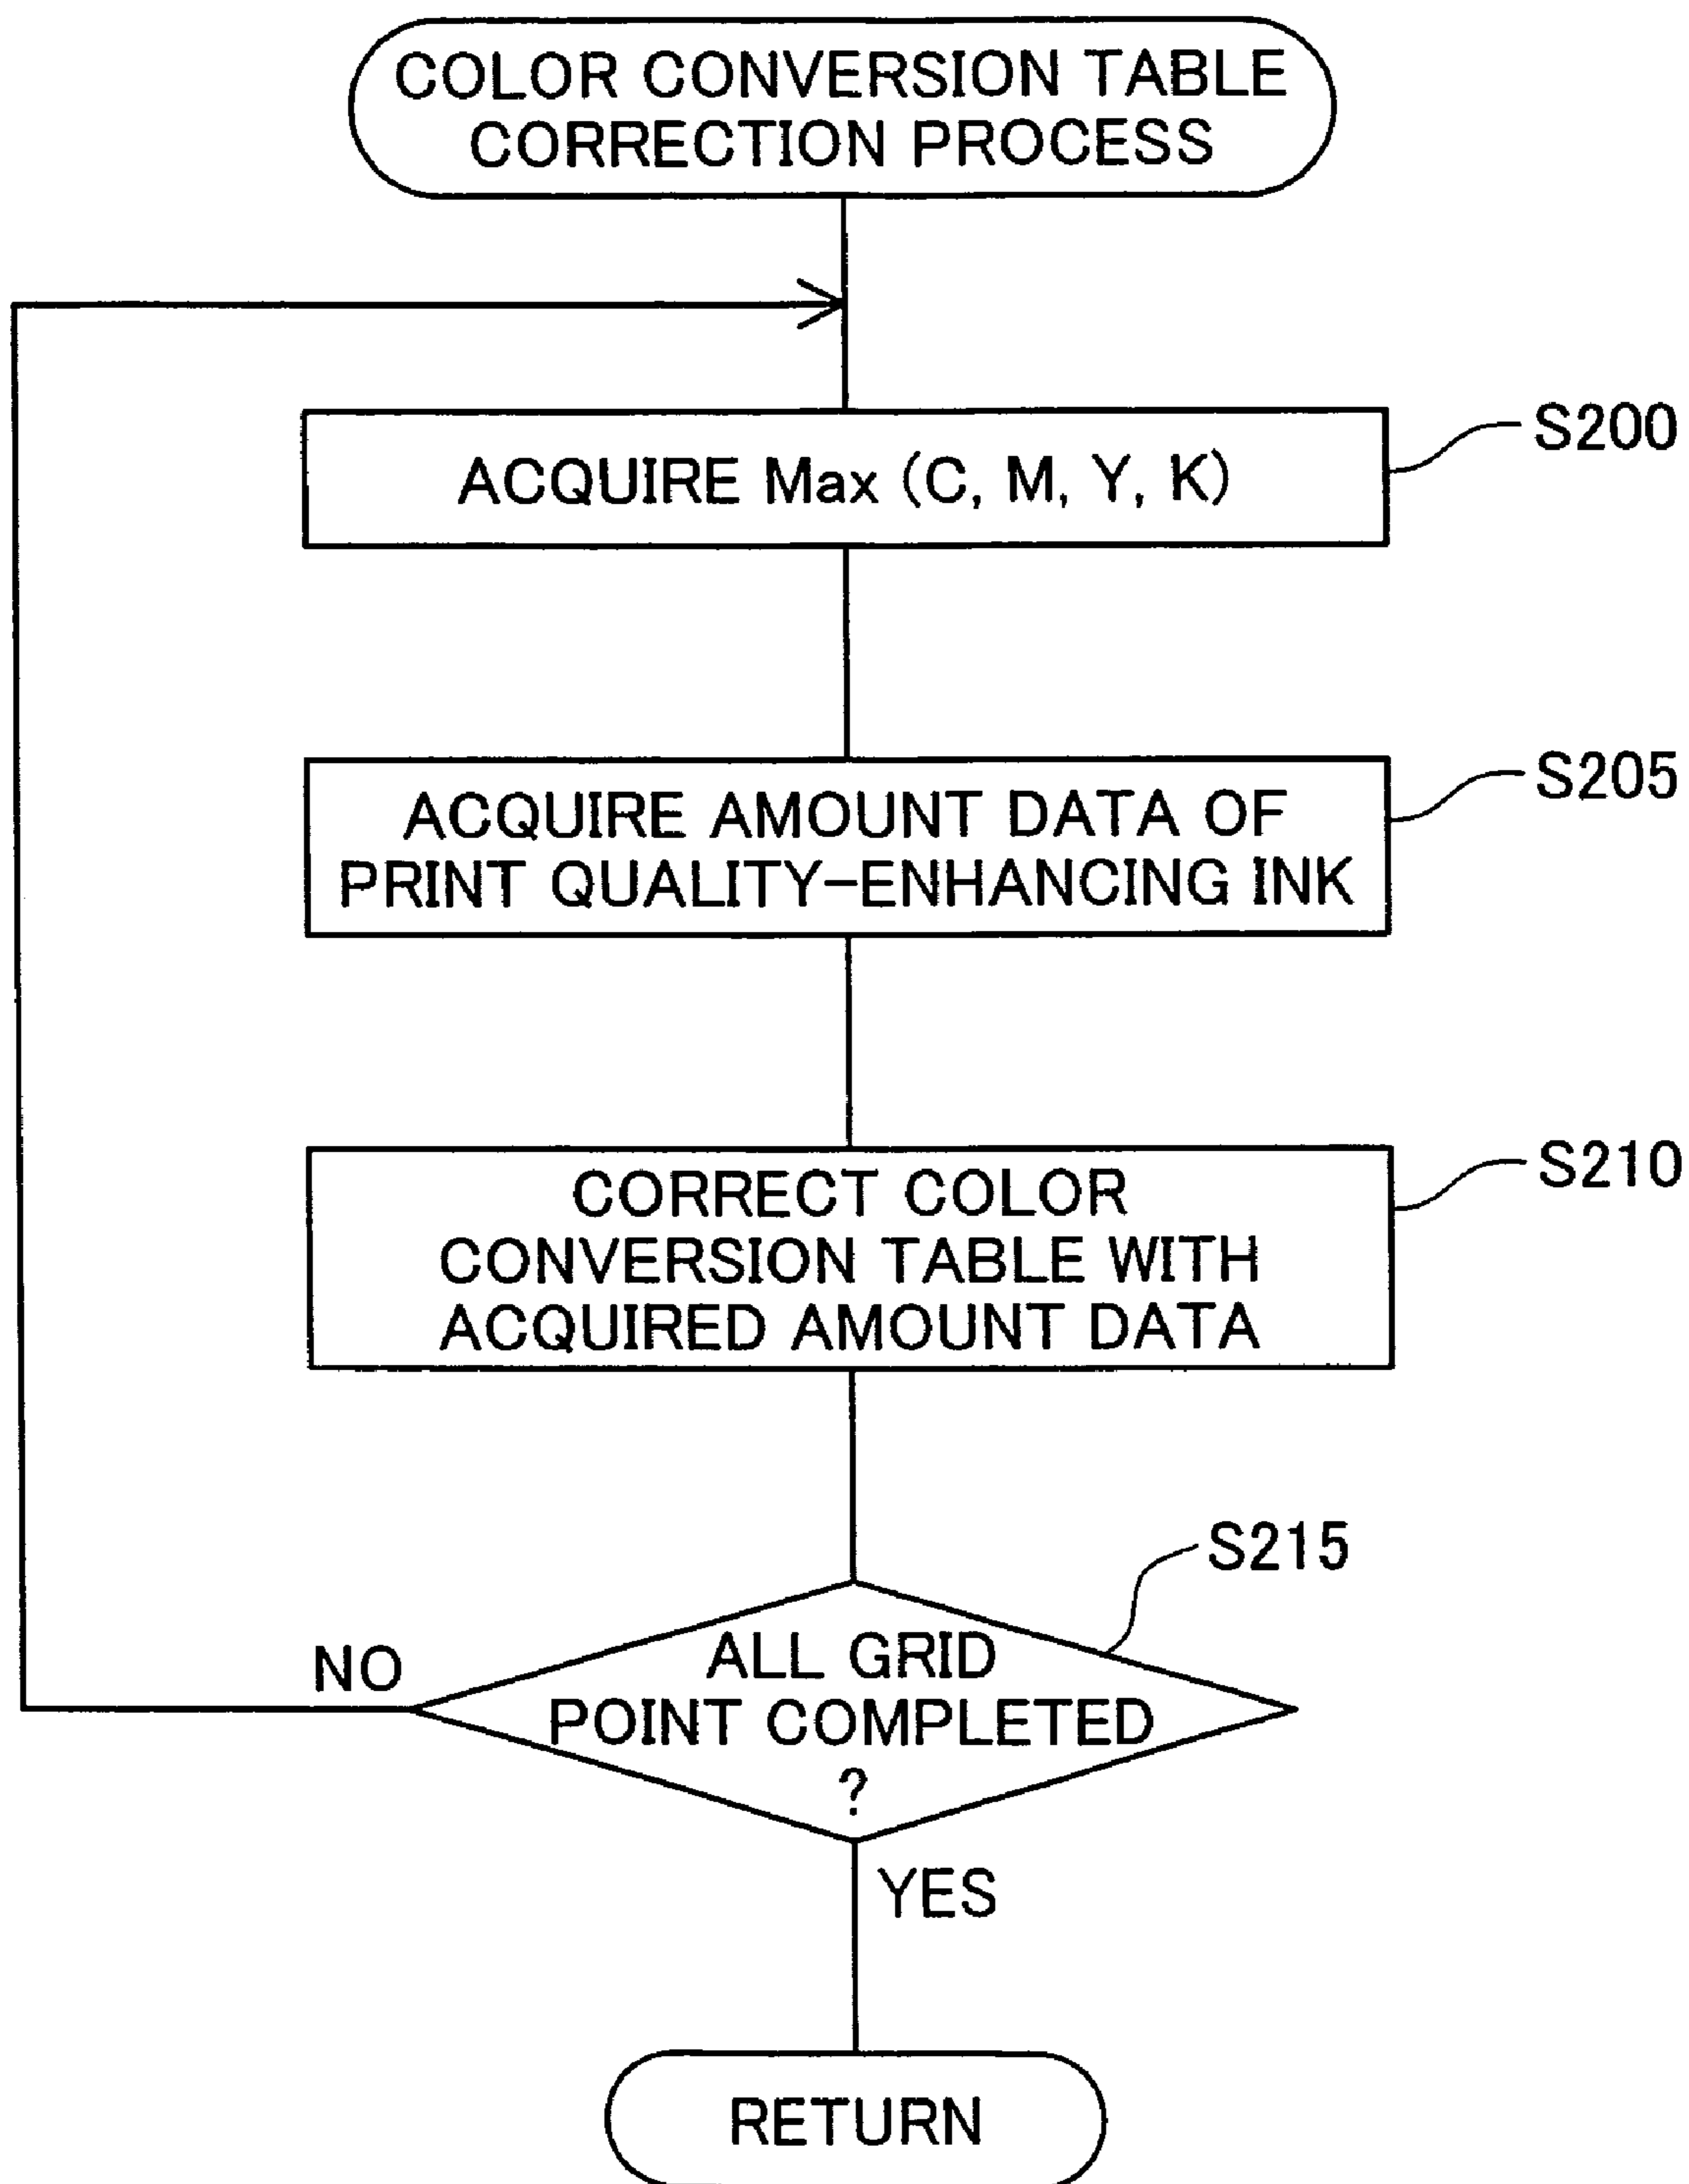 COLOR CONVERSION TABLE
CORRECTION PROCESS
S200
ACQUIRE Max (C, M, Y, K)
S205
ACQUIRE AMOUNT DATA OF
PRINT QUALITY-ENHANCING INK
S210
CORRECT COLOR
CONVERSION TABLE WITH
ACQUIRED AMOUNT DATA
S215
ALL GRID
POINT COMPLETED
?
NO
YES
RETURN